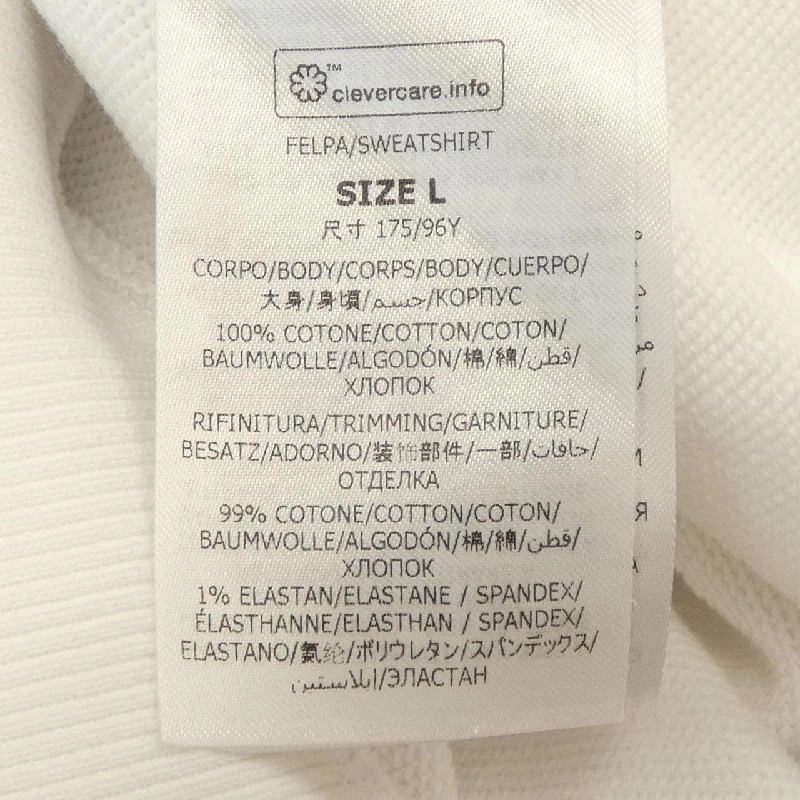 ™ clevercare.info
FELPA/SWEATSHIRT
SIZE L
尺寸 175/96Y
CORPO/BODY/CORPS/BODY/CUERPO/
大身/身頃/جسم/КОРПУС
100% COTONE/COTTON/COTON/
BAUMWOLLE/ALGODÓN/棉/綿/قطن/
ХЛОПОК
RIFINITURA/TRIMMING/GARNITURE/
BESATZ/ADORNO/装饰部件/一部/حافات/
ОТДЕЛКА
99% COTONE/COTTON/COTON/
BAUMWOLLE/ALGODÓN/棉/綿/قطن/
ХЛОПОК
1% ELASTAN/ELASTANE / SPANDEX/
ÉLASTHANNE/ELASTHAN / SPANDEX/
ELASTANO/氨纶/ポリウレタン/スパンデックス/
إيلاستين/ЭЛАСТАН